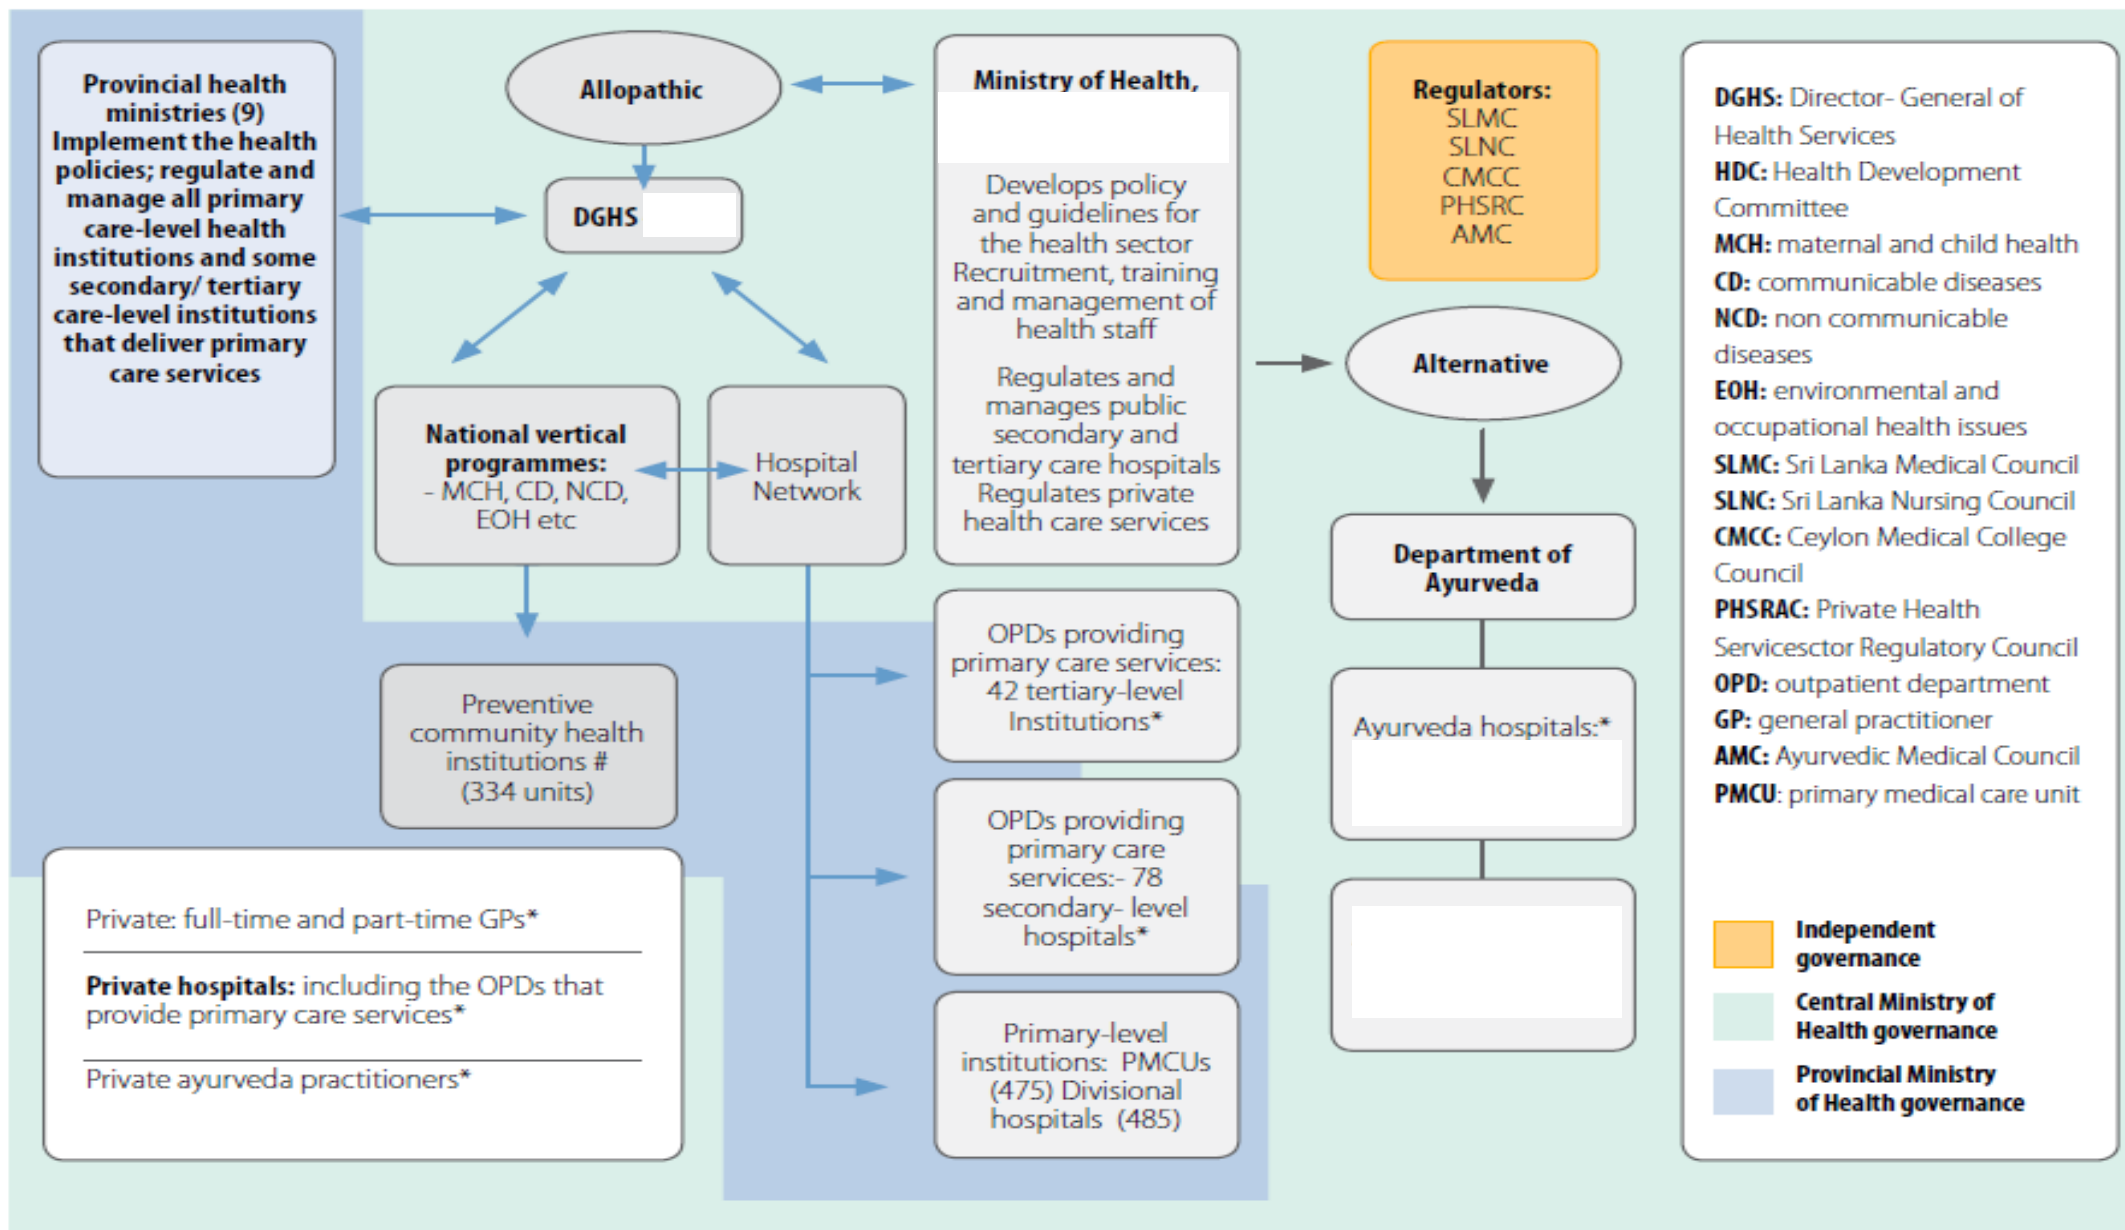 Provincial health
ministries (9)
Implement the health
policies; regulate and
manage all primary
care-level health
institutions and some
secondary/ tertiary
care-level institutions
that deliver primary
care services
Allopathic
DGHS
National vertical
programmes:
- MCH, CD, NCD,
EOH etc
Hospital
Network
Preventive
community health
institutions #
(334 units)
Private: full-time and part-time GPs*
Private hospitals: including the OPDs that
provide primary care services*
Private ayurveda practitioners*
Ministry of Health,
Develops policy
and guidelines for
the health sector
Recruitment, training
and management of
health staff
Regulates and
manages public
secondary and
tertiary care hospitals
Regulates private
health care services
OPDs providing
primary care services:
42 tertiary-level
Institutions*
OPDs providing
primary care
services:- 78
secondary- level
hospitals*
Primary-level
institutions: PMCUs
(475) Divisional
hospitals (485)
Regulators:
SLMC
SLNC
CMCC
PHSRC
AMC
Alternative
Department of
Ayurveda
Ayurveda hospitals:*
DGHS: Director- General of
Health Services
HDC: Health Development
Committee
MCH: maternal and child health
CD: communicable diseases
NCD: non communicable
diseases
EOH: environmental and
occupational health issues
SLMC: Sri Lanka Medical Council
SLNC: Sri Lanka Nursing Council
CMCC: Ceylon Medical College
Council
PHSRAC: Private Health
Servicesctor Regulatory Council
OPD: outpatient department
GP: general practitioner
AMC: Ayurvedic Medical Council
PMCU: primary medical care unit
Independent
governance
Central Ministry of
Health governance
Provincial Ministry
of Health governance